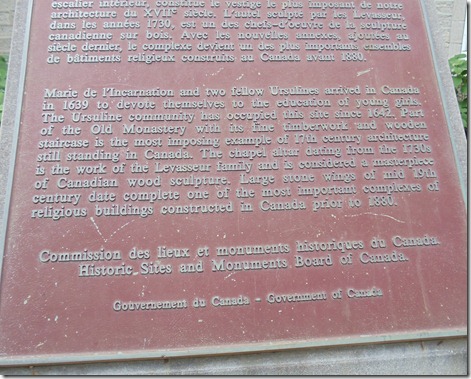 escalier intérieur, constitue le vestige le plus imposant de notre
architecture du XVIIe siècle. L'autel, sculpté par les Levasseur
dans les années 1730, est un des chefs-d'œuvre de la sculpture
canadienne sur bois. Avec les nouvelles annexes, ajoutées au
siècle dernier, le complexe devient un des plus importants ensembles
de bâtiments religieux construits au Canada avant 1880.
Marie de l'Incarnation and two fellow Ursulines arrived in Canada
in 1639 to devote themselves to the education of young girls.
The Ursuline community has occupied this site since 1642. Part
of the Old Monastery with its fine timberwork and wooden
staircase is the most imposing example of 17th century architecture
still standing in Canada. The chapel altar dating from the 1730s
is the work of the Levasseur family and is considered a masterpiece
of Canadian wood sculpture. Large stone wings of mid 19th
century date complete one of the most important complexes of
religious buildings constructed in Canada prior to 1880.
Commission des lieux et monuments historiques du Canada.
Historic Sites and Monuments Board of Canada.
Gouvernement du Canada - Government of Canada